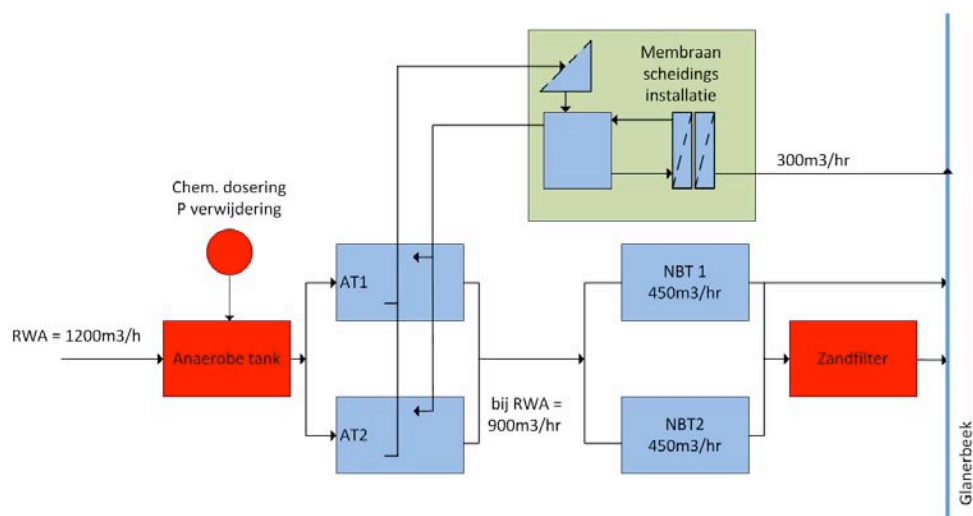 Membraan
scheidings
installatie
300m3/hr
Chem. dosering
P verwijdering
AT1
NBT 1
450m3/hr
RWA = 1200m3/h
Anaerobe tank
Zandfilter
bij RWA =
900m3/hr
AT2
NBT2
450m3/hr
Glanerbeek